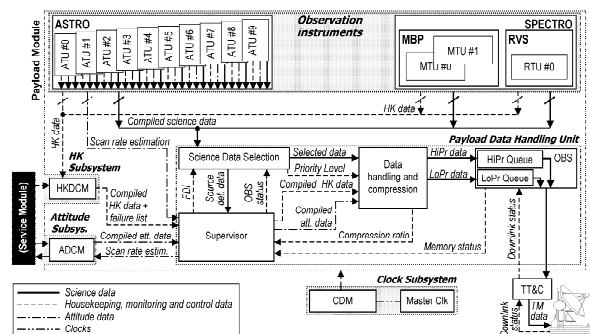 ASTRO
Observation
instruments
SPECTRO
Payload Module
ATU #0
ATU #1
ATU #2
ATU #3
ATU #4
ATU #5
ATU #6
ATU #7
ATU #8
ATU #9
MBP
MTU #1
MTU #0
RVS
RTU #0
HK data
Compiled science data
HK data
Scan rate estimation
Payload Data Handling Unit
HK
Subsystem
Science Data Selection
Selected data
Priority Level
Data
handling and
compression
HiPr data
HiPr Queue
OBS
LoPr data
LoPr Queue
HKDCM
Compiled
HK data +
failure list
FDI
Source
det. data
OBS
status
Compiled HK data
Compiled
att. data
(Service Module)
Attitude
Subsys.
Supervisor
Compression ratio
Memory status
Downlink status
ADCM
Compiled att. data
Scan rate estim.
Clock Subsystem
CDM
Master Clk
TT&C
TM
data
Downlink
status
Science data
Housekeeping, monitoring and control data
Attitude data
Clocks